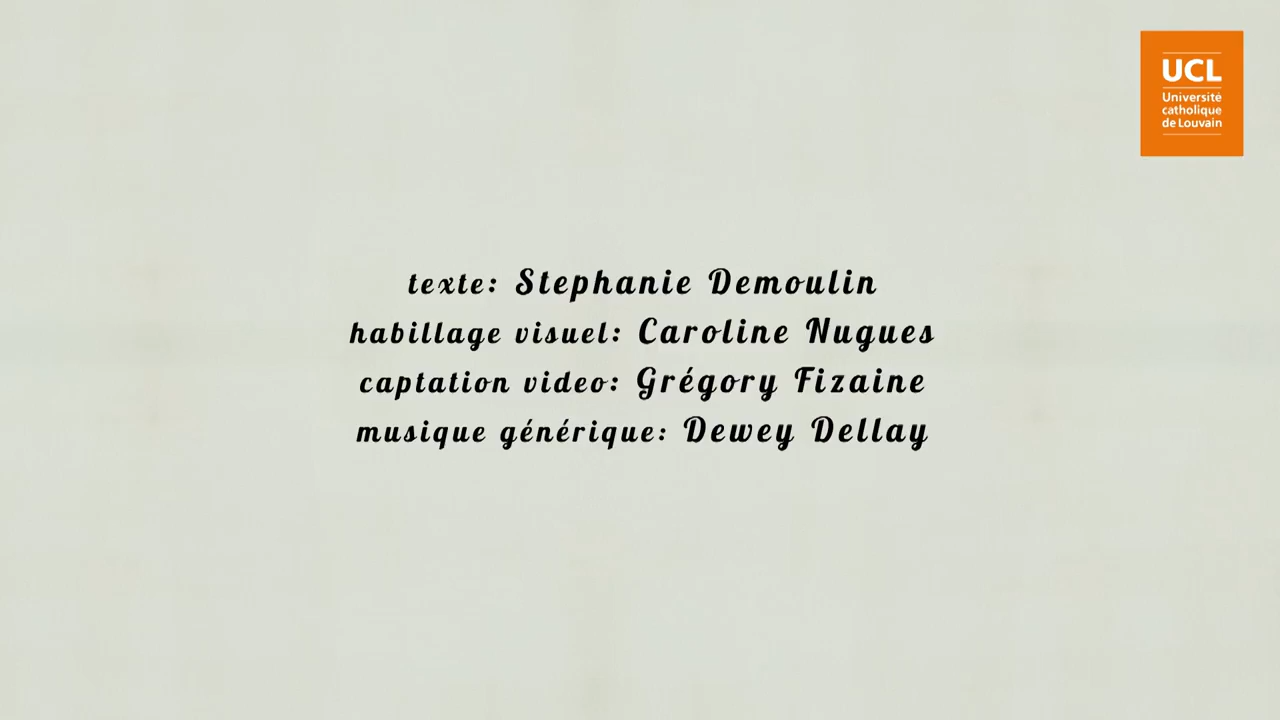 UCL
Université
catholique
de Louvain
texte: Stephanie Demoulin
habillage visuel: Caroline Nugues
captation video: Grégory Fizaine
musique générique: Dewey Dellay